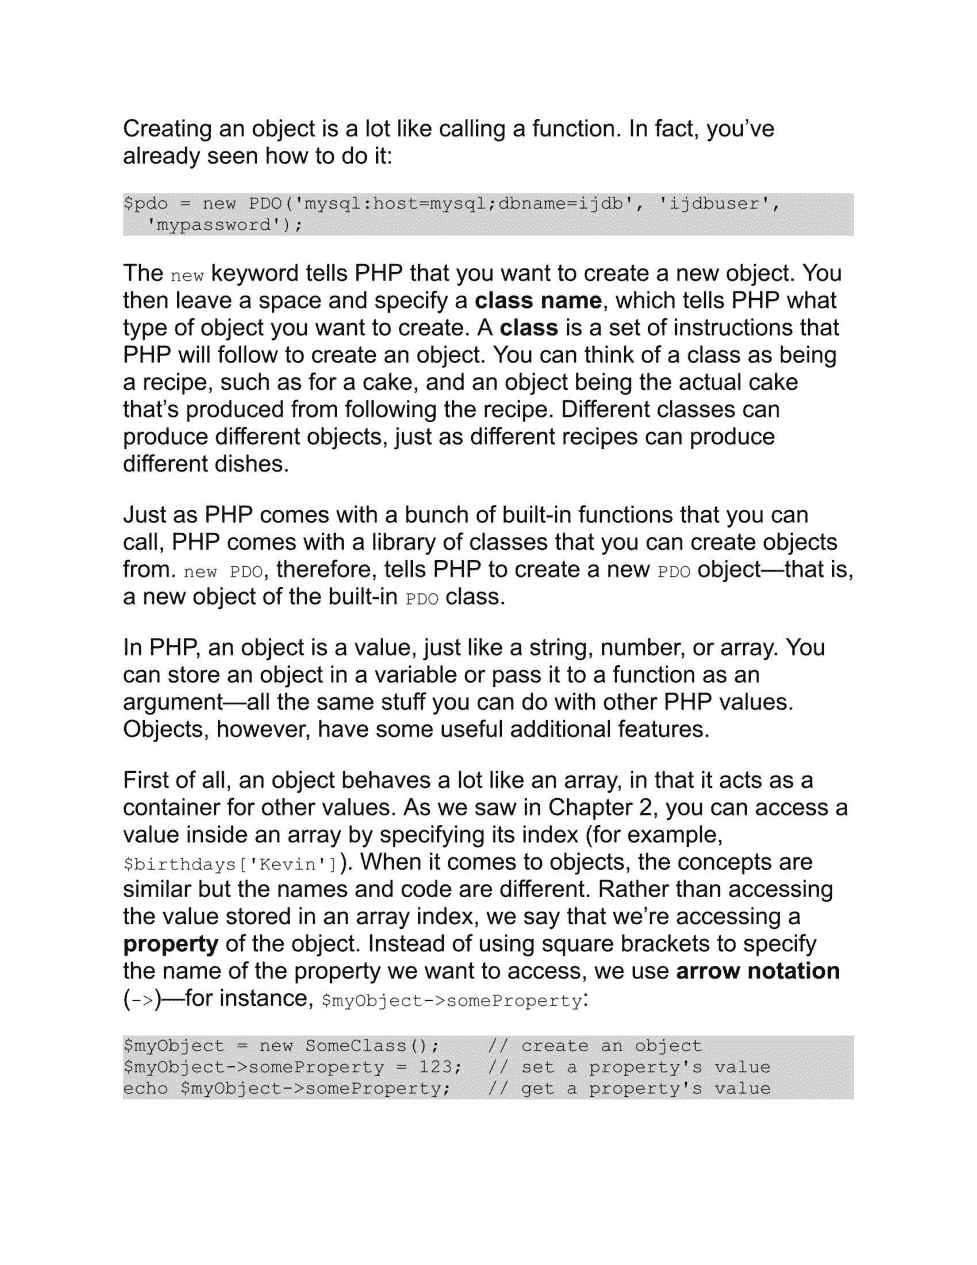 Creating an object is a lot like calling a function. In fact, you’ve
already seen how to do it:
$pdo = new PDO('mysql:host=mysql;dbname=ijdb', 'ijdbuser',
  'mypassword');
The new keyword tells PHP that you want to create a new object. You
then leave a space and specify a class name, which tells PHP what
type of object you want to create. A class is a set of instructions that
PHP will follow to create an object. You can think of a class as being
a recipe, such as for a cake, and an object being the actual cake
that’s produced from following the recipe. Different classes can
produce different objects, just as different recipes can produce
different dishes.
Just as PHP comes with a bunch of built-in functions that you can
call, PHP comes with a library of classes that you can create objects
from. new PDO, therefore, tells PHP to create a new PDO object—that is,
a new object of the built-in PDO class.
In PHP, an object is a value, just like a string, number, or array. You
can store an object in a variable or pass it to a function as an
argument—all the same stuff you can do with other PHP values.
Objects, however, have some useful additional features.
First of all, an object behaves a lot like an array, in that it acts as a
container for other values. As we saw in Chapter 2, you can access a
value inside an array by specifying its index (for example,
$birthdays['Kevin']). When it comes to objects, the concepts are
similar but the names and code are different. Rather than accessing
the value stored in an array index, we say that we’re accessing a
property of the object. Instead of using square brackets to specify
the name of the property we want to access, we use arrow notation
(->)—for instance, $myObject->someProperty:
$myObject = new SomeClass();    // create an object
$myObject->someProperty = 123;  // set a property's value
echo $myObject->someProperty;   // get a property's value